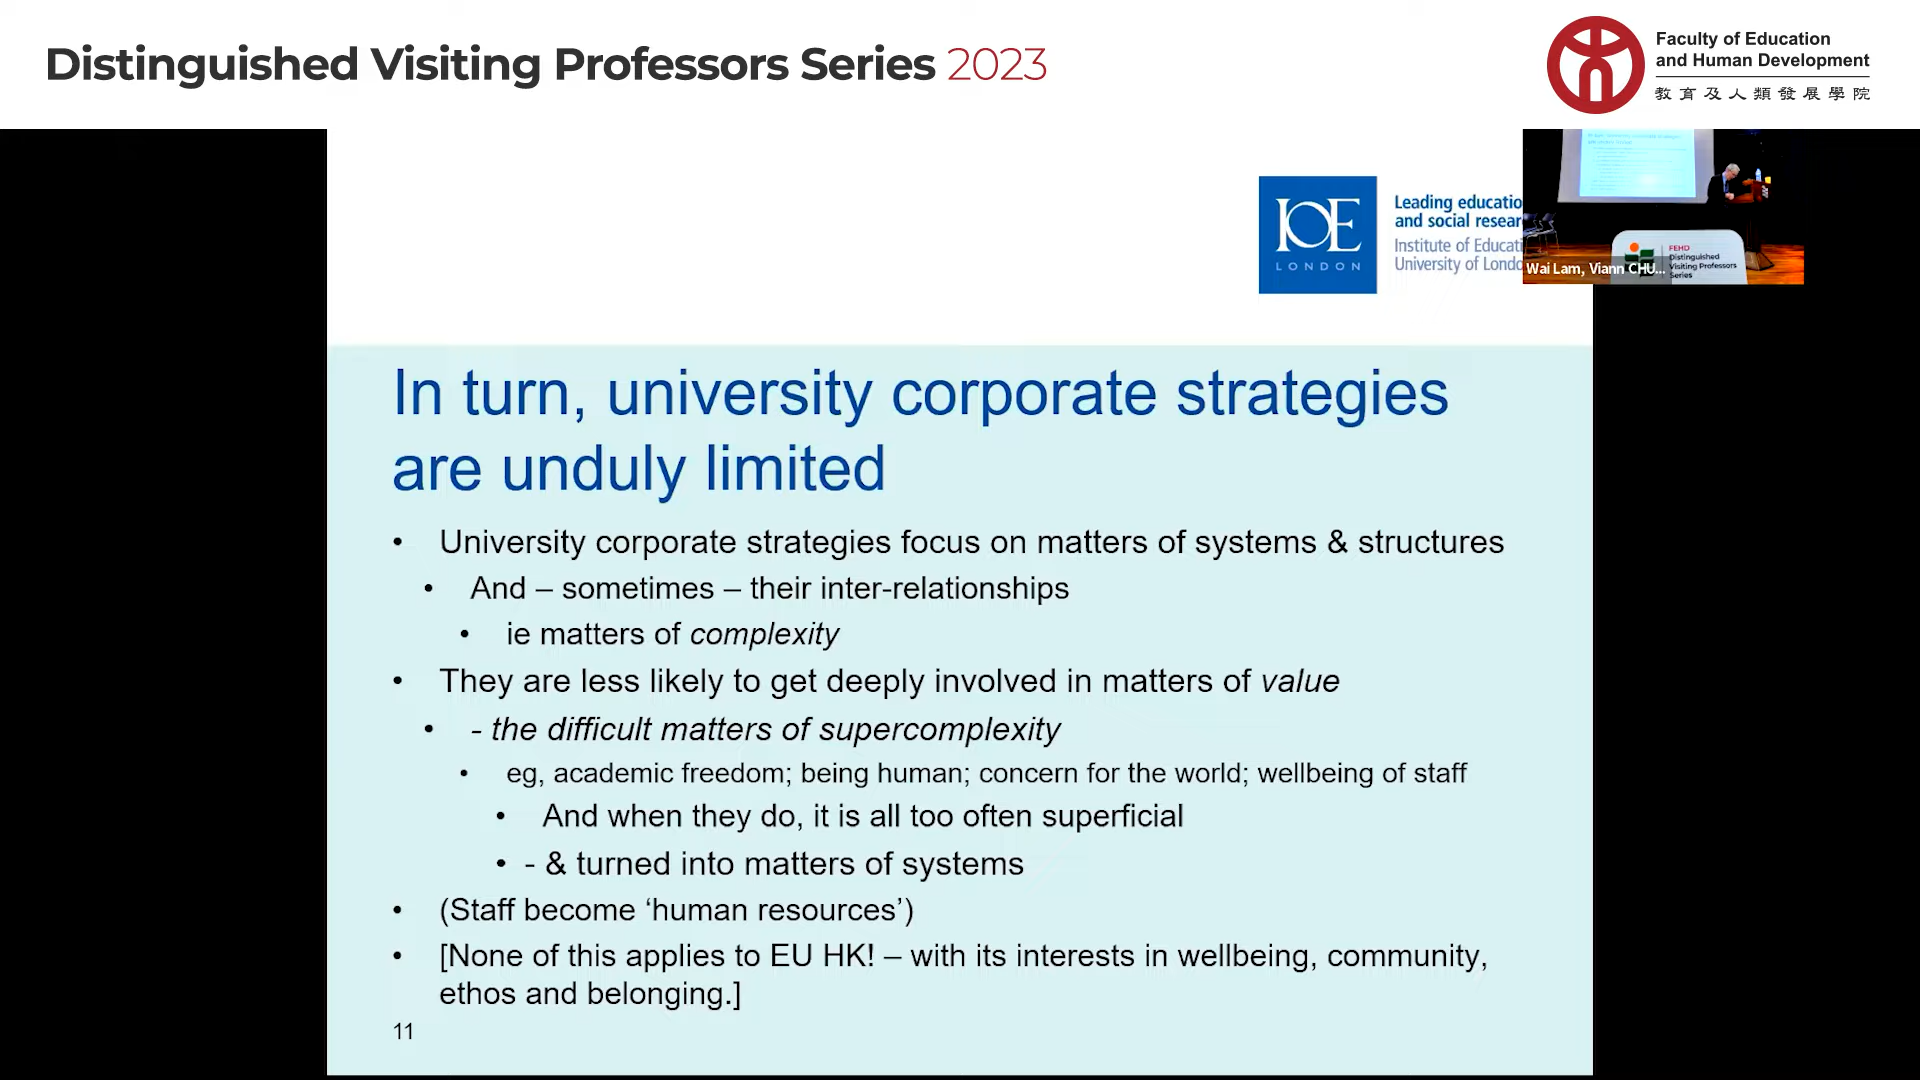 Distinguished Visiting Professors Series 2023
Faculty of Education
and Human Development
教育及人類發展學院
IOE
LONDON
Leading educatio
and social resear
Institute of Educati
University of Londo
FEHD
Distinguished
Visiting Professors
Series
Wai Lam, Viann CHU...
In turn, university corporate strategies
are unduly limited
• University corporate strategies focus on matters of systems & structures
• And – sometimes – their inter-relationships
• ie matters of complexity
• They are less likely to get deeply involved in matters of value
• - the difficult matters of supercomplexity
• eg, academic freedom; being human; concern for the world; wellbeing of staff
• And when they do, it is all too often superficial
• - & turned into matters of systems
• (Staff become ‘human resources’)
• [None of this applies to EU HK! – with its interests in wellbeing, community,
ethos and belonging.]
11